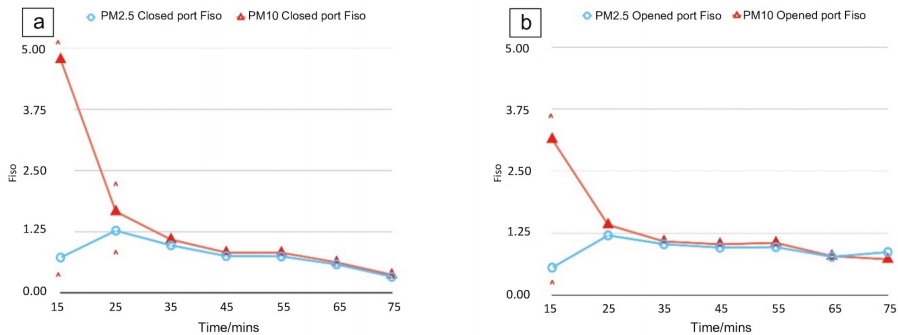 a
PM2.5 Closed port Fiso PM10 Closed port Fiso
5.00
3.75
2.50
1.25
0.00
Fiso
15 25 35 45 55 65 75
Time/mins
^
^
^
^
b
PM2.5 Opened port Fiso PM10 Opened port Fiso
5.00
3.75
2.50
1.25
0.00
Fiso
15 25 35 45 55 65 75
Time/mins
^
^